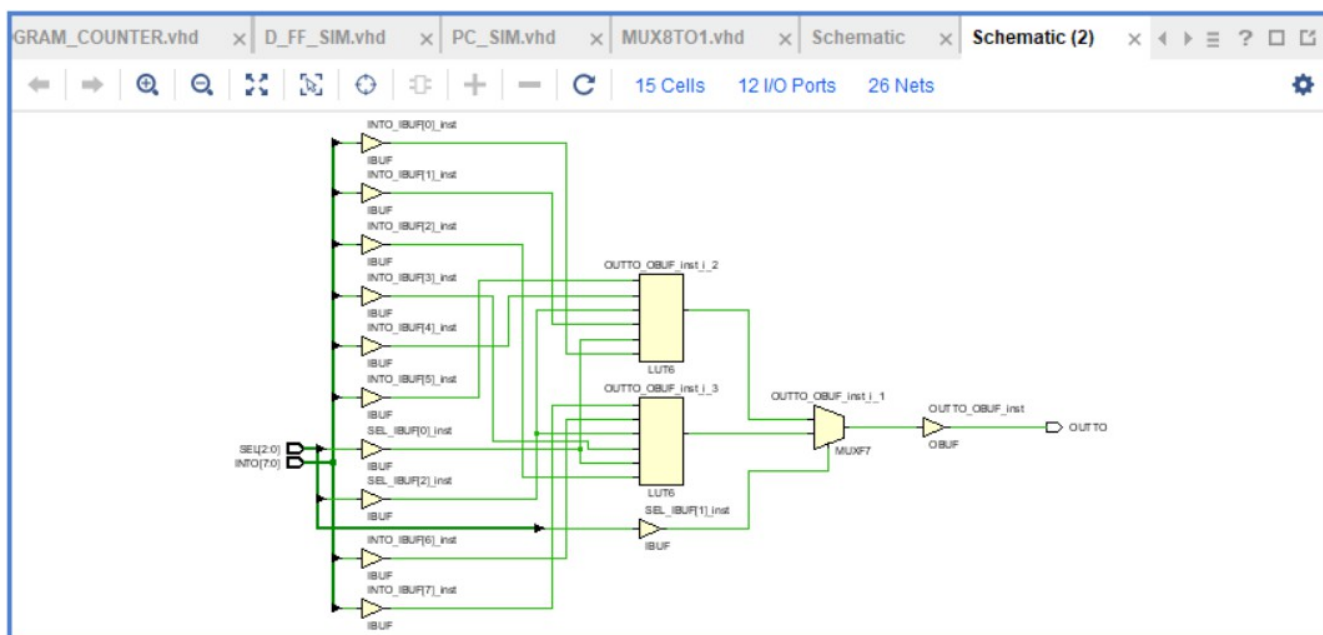 GRAM_COUNTER.vhd × D_FF_SIM.vhd × PC_SIM.vhd × MUX8TO1.vhd × Schematic × Schematic (2) ×
15 Cells 12 I/O Ports 26 Nets
INTO_IBUF[0]_inst
IBUF
INTO_IBUF[1]_inst
IBUF
INTO_IBUF[2]_inst
IBUF
INTO_IBUF[3]_inst
IBUF
INTO_IBUF[4]_inst
IBUF
INTO_IBUF[5]_inst
IBUF
SEL_IBUF[0]_inst
IBUF
SEL[2:0]
INTO[7:0]
SEL_IBUF[2]_inst
IBUF
INTO_IBUF[6]_inst
IBUF
INTO_IBUF[7]_inst
IBUF
OUTTO_OBUF_inst_i_2
LUT6
OUTTO_OBUF_inst_i_3
LUT6
SEL_IBUF[1]_inst
IBUF
OUTTO_OBUF_inst_i_1
MUXF7
OUTTO_OBUF_inst
OBUF
OUTTO